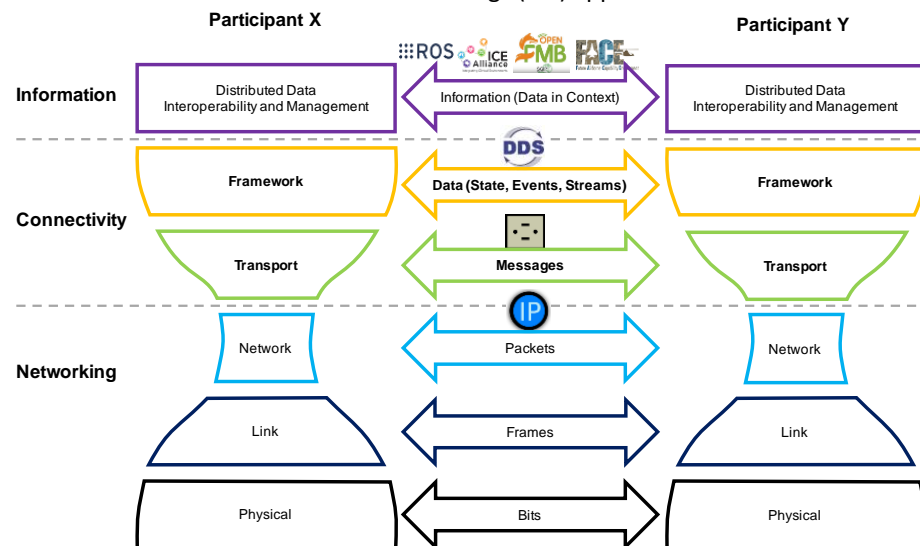 Participant X
Participant Y
ROS
ICE
Alliance
OPEN
FMB
FACE
Information
Distributed Data
Interoperability and Management
Information (Data in Context)
Distributed Data
Interoperability and Management
DDS
Framework
Data (State, Events, Streams)
Framework
Connectivity
Transport
Messages
Transport
IP
Network
Packets
Network
Networking
Link
Frames
Link
Physical
Bits
Physical